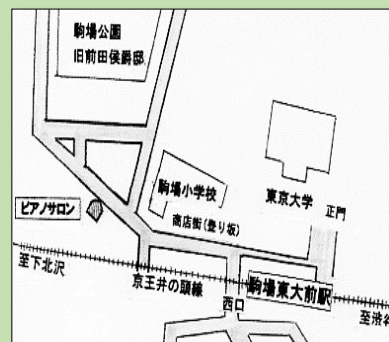 駒場公園
旧前田侯爵邸
駒場小学校
東京大学
正門
ピアノサロン
商店街(登り坂)
至下北沢
京王井の頭線
西口
駒場東大前駅
至渋谷